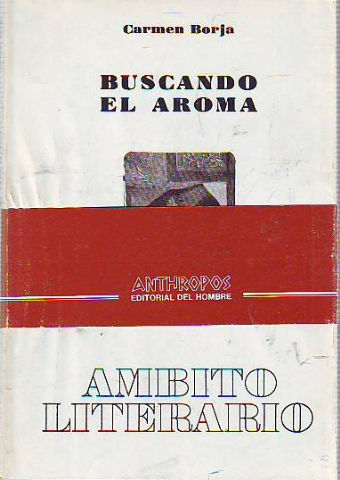 Carmen Borja
BUSCANDO
EL AROMA
ANTHROPOS
EDITORIAL DEL HOMBRE
AMBITO
LITERARIO